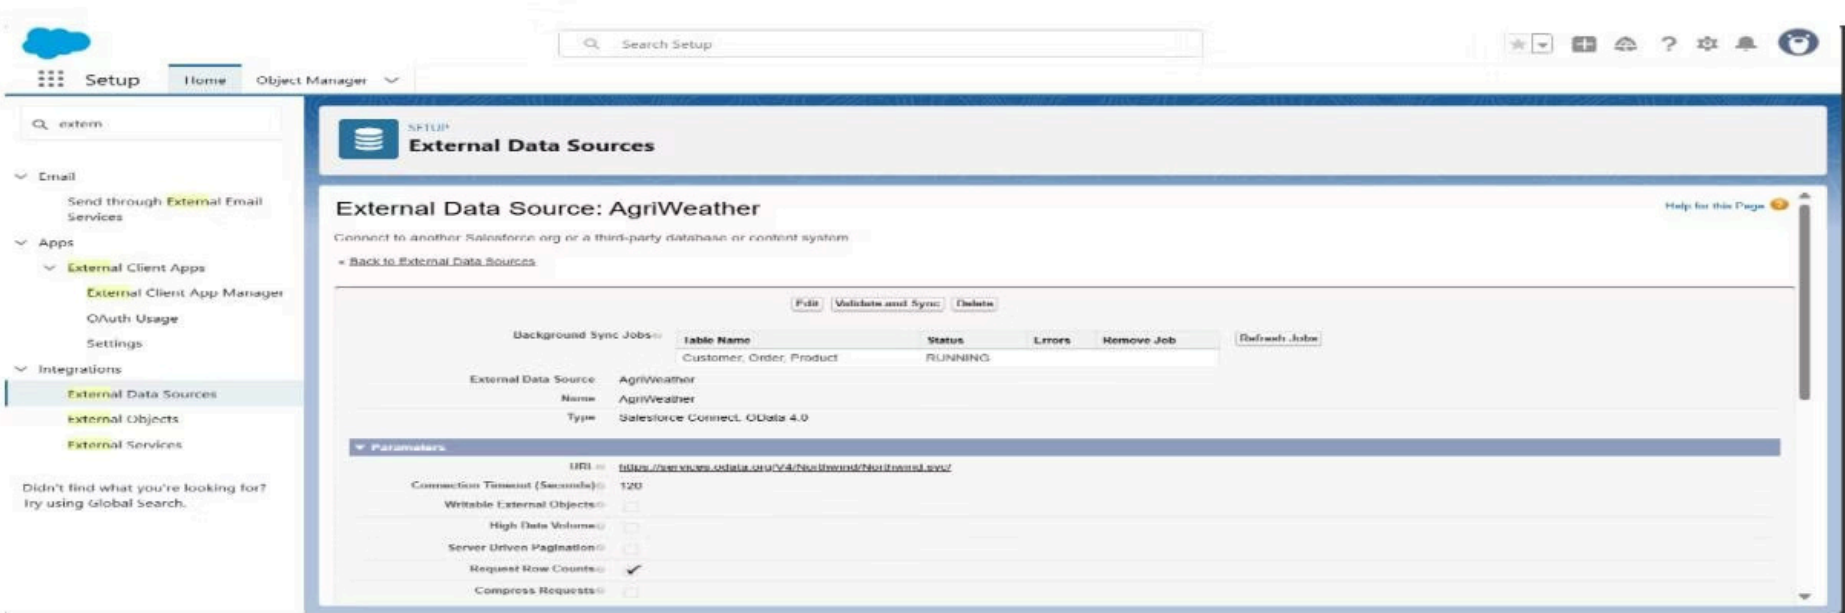 Search Setup
Setup Home Object Manager
extern
SETUP
External Data Sources
Email
Send through External Email
Services
Apps
External Client Apps
External Client App Manager
OAuth Usage
Settings
Integrations
External Data Sources
External Objects
External Services
Didn't find what you're looking for?
Try using Global Search.
External Data Source: AgriWeather
Help for this Page
Connect to another Salesforce org or a third-party database or content system
« Back to External Data Sources
Edit Validate and Sync Delete
Background Sync Jobs
Table Name Status Errors Remove Job
Refresh Jobs
Customer, Order, Product RUNNING
External Data Source AgriWeather
Name AgriWeather
Type Salesforce Connect, OData 4.0
Parameters
URL https://services.odata.org/V4/Northwind/Northwind.svc/
Connection Timeout (Seconds) 120
Writable External Objects
High Data Volume
Server Driven Pagination
Request Row Counts
Compress Requests